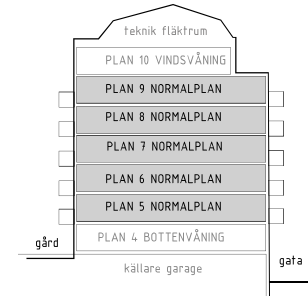 teknik fläktrum
PLAN 10 VINDSVÅNING
PLAN 9 NORMALPLAN
PLAN 8 NORMALPLAN
PLAN 7 NORMALPLAN
PLAN 6 NORMALPLAN
PLAN 5 NORMALPLAN
PLAN 4 BOTTENVÅNING
gård
gata
källare garage